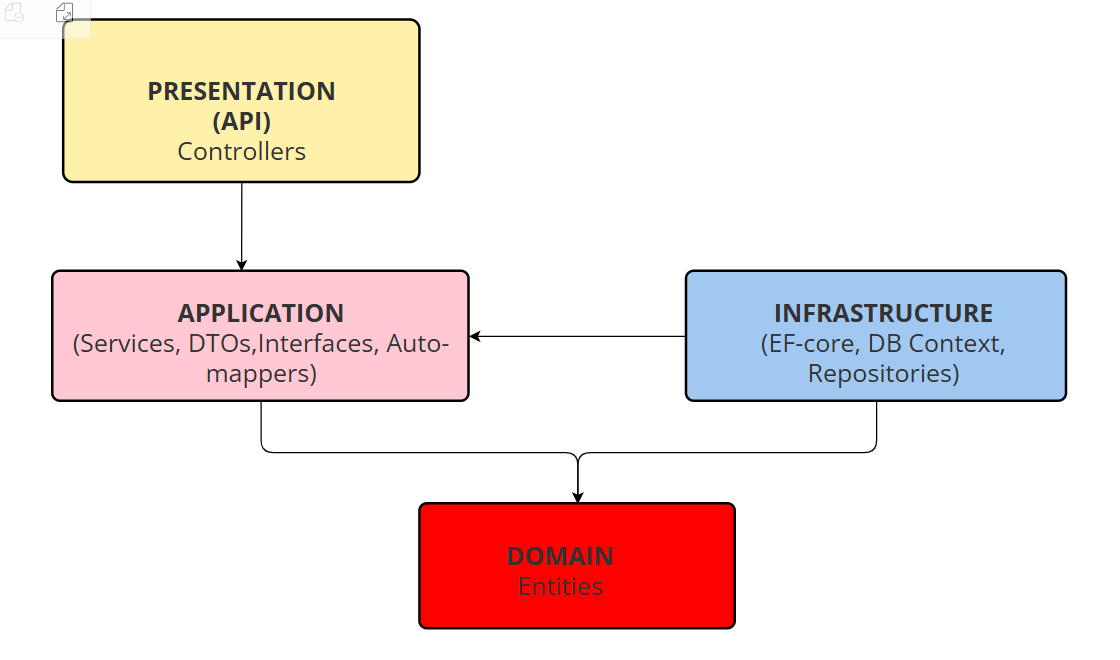 PRESENTATION
(API)
Controllers
APPLICATION
(Services, DTOs,Interfaces, Auto-
mappers)
INFRASTRUCTURE
(EF-core, DB Context,
Repositories)
DOMAIN
Entities